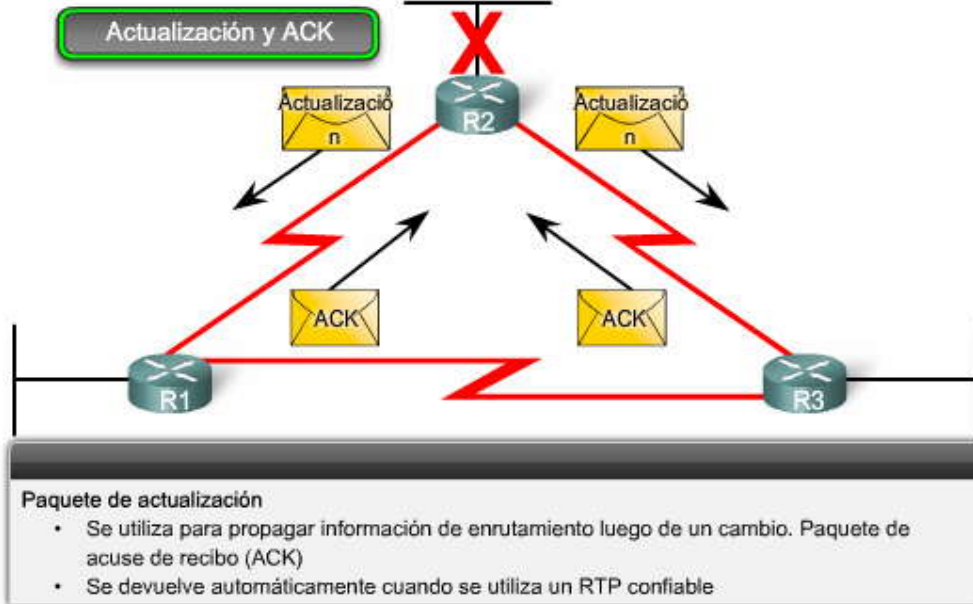 Actualización y ACK
Actualizació
n
Actualizació
n
R2
ACK
ACK
R1
R3
Paquete de actualización
• Se utiliza para propagar información de enrutamiento luego de un cambio. Paquete de
acuse de recibo (ACK)
• Se devuelve automáticamente cuando se utiliza un RTP confiable